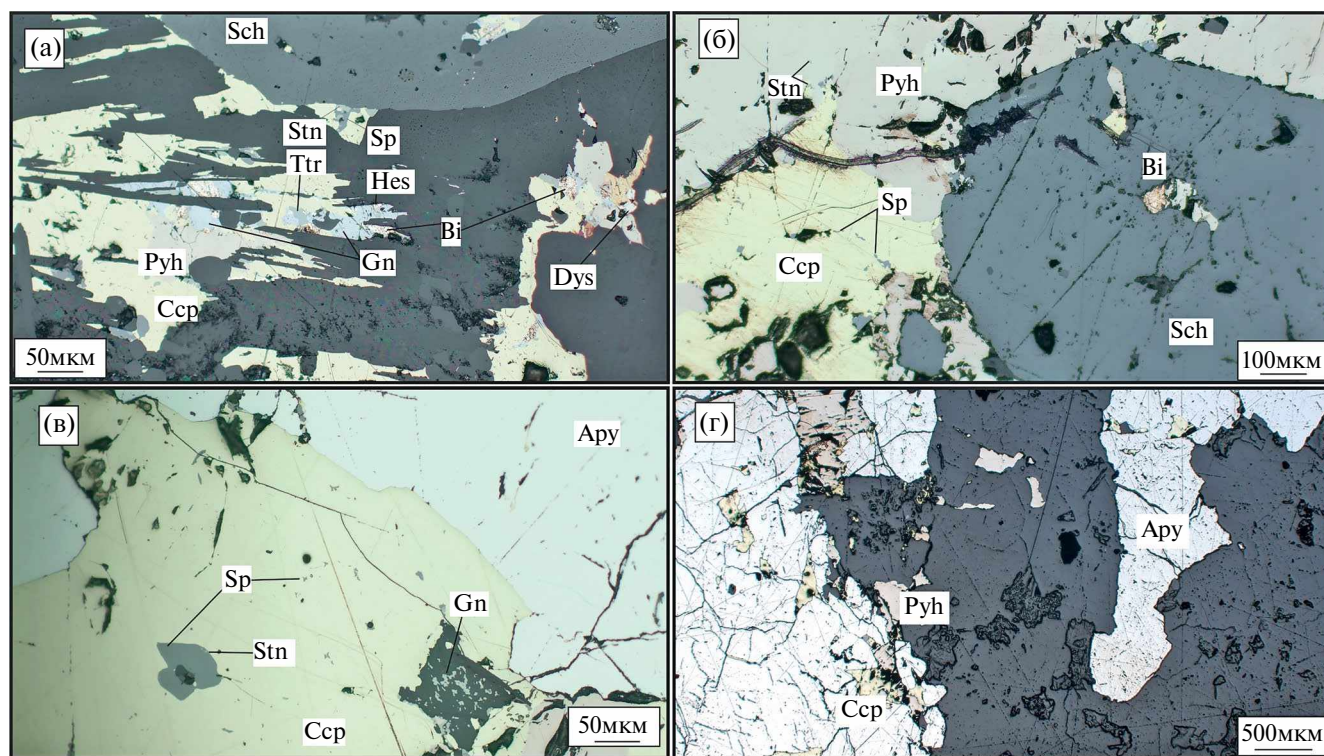 (а)
Sch
Stn
Sp
Ttr
Hes
Bi
Pyh
Gn
Dys
Ccp
50мкм
(б)
Stn
Pyh
Bi
Sp
Ccp
Sch
100мкм
(в)
Apy
Sp
Gn
Stn
Ccp
50мкм
(г)
Apy
Pyh
Ccp
500мкм